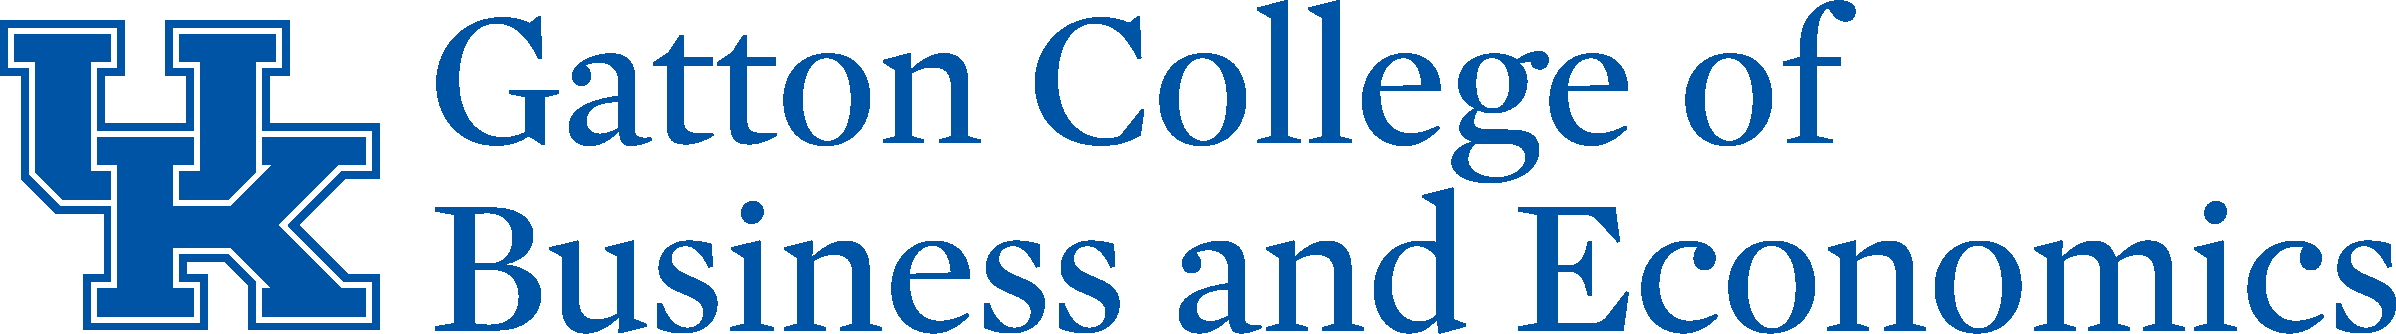 UK
Gatton College of
Business and Economics